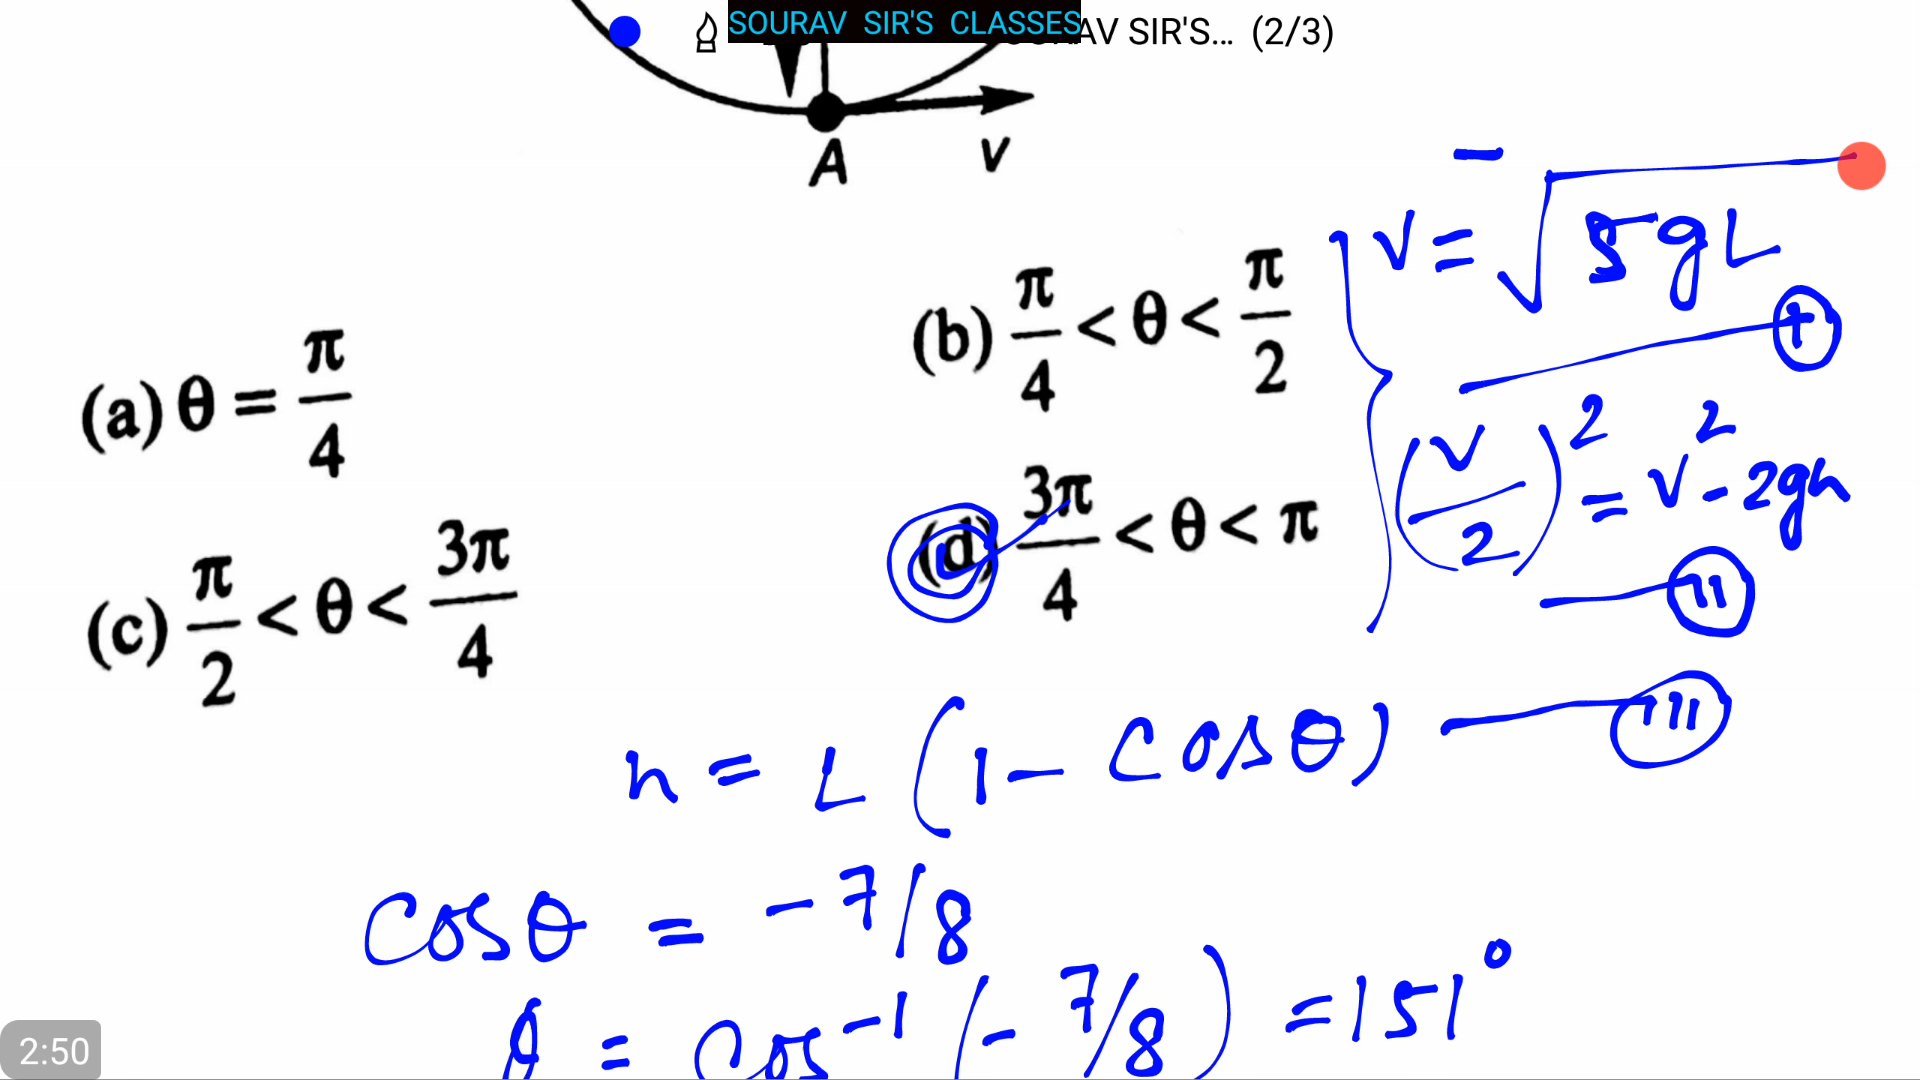 SOURAV SIR'S CLASSES AV SIR'S... (2/3)
A v
(a) θ = π/4
(b) π/4 < θ < π/2
(c) π/2 < θ < 3π/4
(d) 3π/4 < θ < π
v = √5gL
I
(v/2)² = v² - 2gh
II
h = L (1 - cosθ)
III
cosθ = -7/8
θ = cos⁻¹ (-7/8) = 151°
2:50